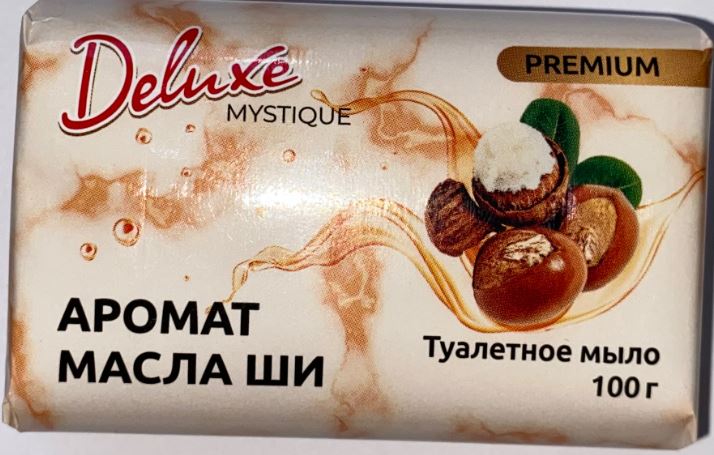 Deluxe
MYSTIQUE
PREMIUM
АРОМАТ
МАСЛА ШИ
Туалетное мыло
100 г